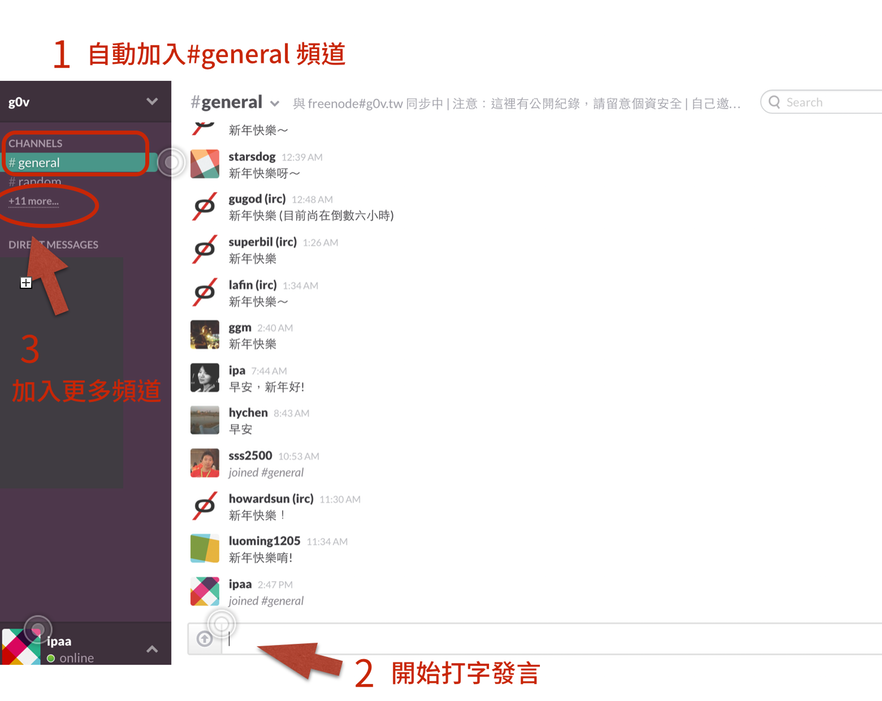 1 自動加入#general 頻道
g0v
CHANNELS
# general
# random
+11 more...
DIRECT MESSAGES
3
加入更多頻道
ipaa
online
#general
與 freenode#g0v.tw 同步中 | 注意：這裡有公開紀錄，請留意個資安全 | 自己邀...
Search
新年快樂～
starsdog 12:39 AM
新年快樂呀～
gugod (irc) 12:48 AM
新年快樂 (目前尚在倒數六小時)
superbil (irc) 1:26 AM
新年快樂
lafin (irc) 1:34 AM
新年快樂～
ggm 2:40 AM
新年快樂
ipa 7:44 AM
早安，新年好!
hychen 8:43 AM
早安
sss2500 10:53 AM
joined #general
howardsun (irc) 11:30 AM
新年快樂！
luoming1205 11:34 AM
新年快樂唷!
ipaa 2:47 PM
joined #general
2 開始打字發言